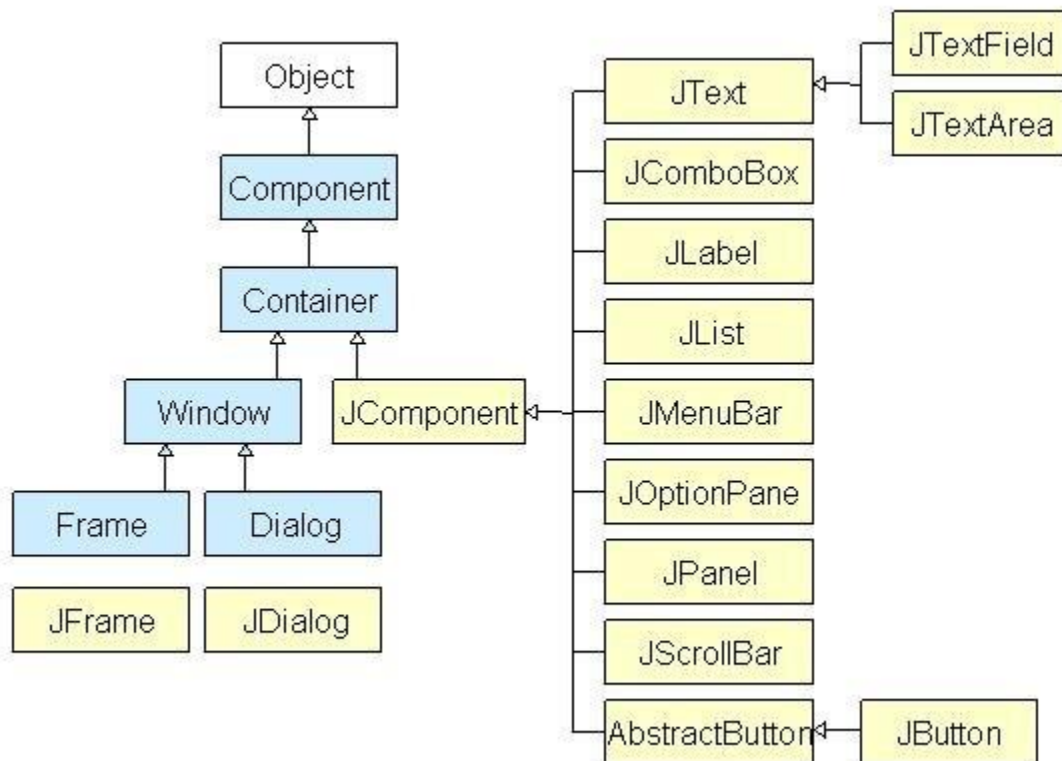 Object
Component
Container
Window
JComponent
Frame
Dialog
JFrame
JDialog
JText
JComboBox
JLabel
JList
JMenuBar
JOptionPane
JPanel
JScrollBar
AbstractButton
JTextField
JTextArea
JButton